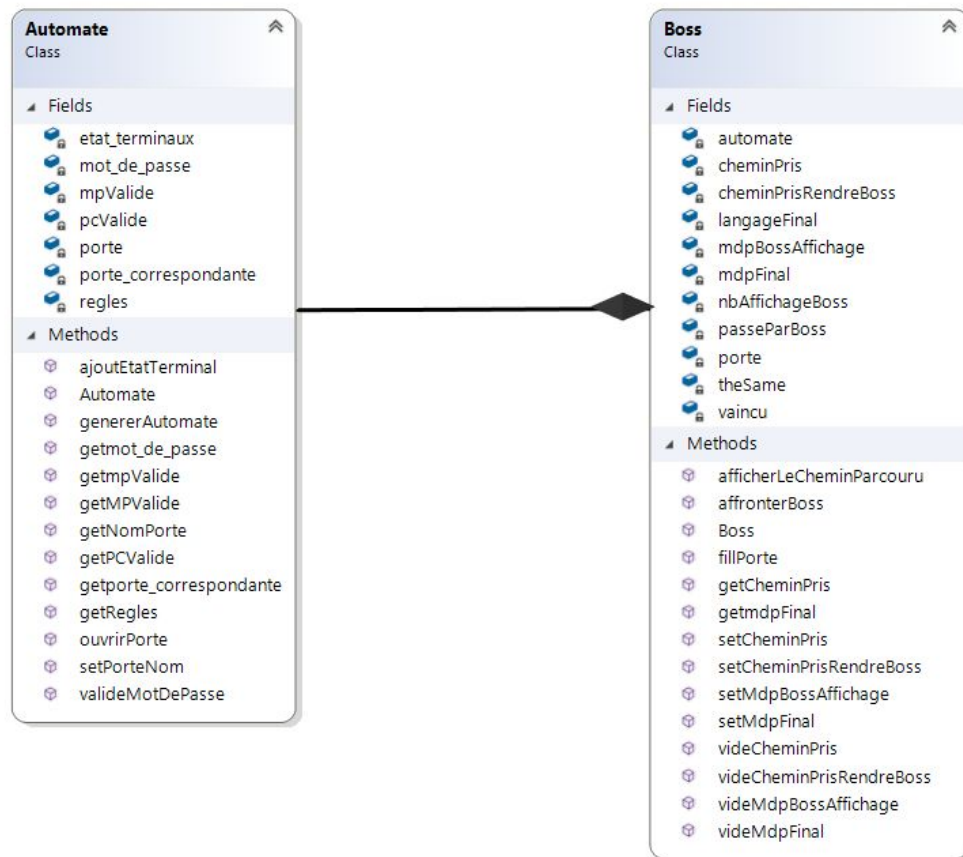 Automate
Class
Fields
etat_terminaux
mot_de_passe
mpValide
pcValide
porte
porte_correspondante
regles
Methods
ajoutEtatTerminal
Automate
genererAutomate
getmot_de_passe
getmpValide
getMPValide
getNomPorte
getPCValide
getporte_correspondante
getRegles
ouvrirPorte
setPorteNom
valideMotDePasse
Boss
Class
Fields
automate
cheminPris
cheminPrisRendreBoss
langageFinal
mdpBossAffichage
mdpFinal
nbAffichageBoss
passeParBoss
porte
theSame
vaincu
Methods
afficherLeCheminParcouru
affronterBoss
Boss
fillPorte
getCheminPris
getmdpFinal
setCheminPris
setCheminPrisRendreBoss
setMdpBossAffichage
setMdpFinal
videCheminPris
videCheminPrisRendreBoss
videMdpBossAffichage
videMdpFinal